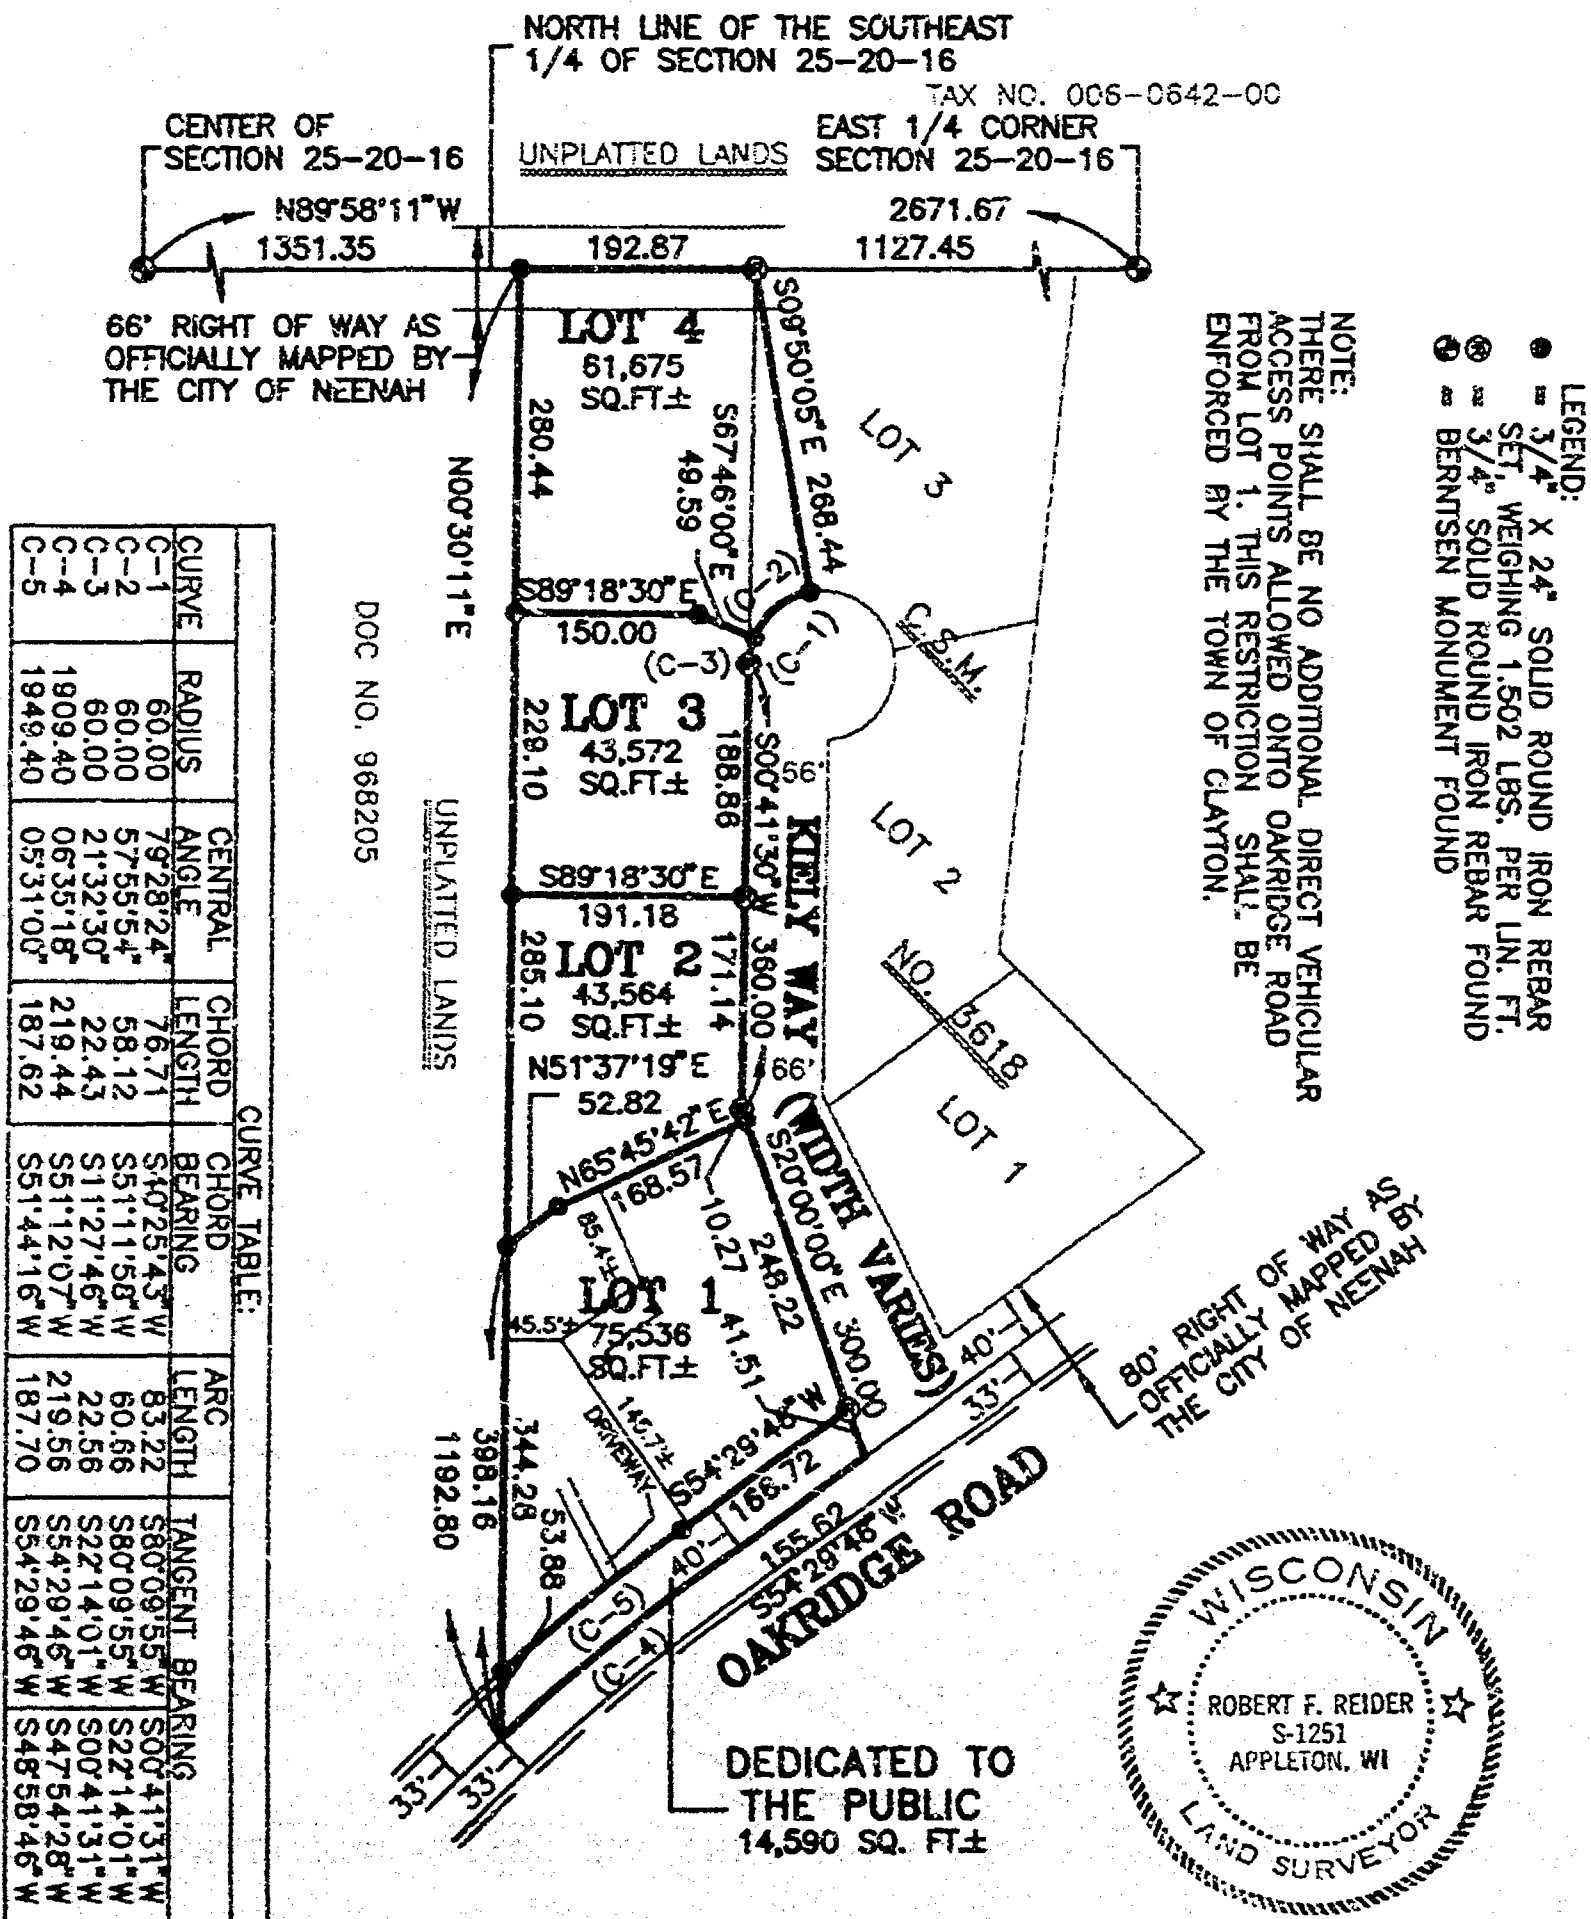 NORTH LINE OF THE SOUTHEAST
1/4 OF SECTION 25-20-16
TAX NO. 006-0642-00
CENTER OF
SECTION 25-20-16
UNPLATTED LANDS
EAST 1/4 CORNER
SECTION 25-20-16
N89°58'11"W
2671.67
1351.35
192.87
1127.45
66' RIGHT OF WAY AS
OFFICIALLY MAPPED BY
THE CITY OF NEENAH
LOT 4
61,675
SQ.FT.±
280.44
S09°50'05"E 268.44
S67°46'00"E
49.59
N00°30'11"E
S89°18'30"E
150.00
(C-2)
(C-1)
(C-3)
LOT 3
43,572
SQ.FT.±
229.10
188.86
S00°41'30"W 360.00
66'
KIELY WAY (WIDTH VARIES)
S89°18'30"E
191.18
LOT 2
43,564
SQ.FT.±
285.10
171.14
66'
N51°37'19"E
52.82
N65°45'42"E
168.57
10.27
S20°00'00"E 300.00
248.22
85.4'±
LOT 1
75,536
SQ.FT.±
45.5'±
41.51
DRIVEWAY
S54°29'46"W
166.72
155.62
S54°29'46"W
OAKRIDGE ROAD
344.28
398.16
1192.80
53.88
40'
(C-5)
(C-4)
33'
33'
40'
33'
DEDICATED TO
THE PUBLIC
14,590 SQ. FT.±
80' RIGHT OF WAY AS
OFFICIALLY MAPPED BY
THE CITY OF NEENAH
LOT 3
C.S.M.
LOT 2
NO. 3618
LOT 1
DOC NO. 968205
UNPLATTED LANDS
NOTE:
THERE SHALL BE NO ADDITIONAL DIRECT VEHICULAR
ACCESS POINTS ALLOWED ONTO OAKRIDGE ROAD
FROM LOT 1. THIS RESTRICTION SHALL BE
ENFORCED BY THE TOWN OF CLAYTON.
LEGEND:
= 3/4" X 24" SOLID ROUND IRON REBAR
SET, WEIGHING 1.502 LBS. PER LIN. FT.
= 3/4" SOLID ROUND IRON REBAR FOUND
= BERNTSEN MONUMENT FOUND
CURVE TABLE:
CURVE RADIUS CENTRAL ANGLE CHORD LENGTH CHORD BEARING ARC LENGTH TANGENT BEARING
C-1 60.00 79°28'24" 76.71 S40°25'43"W 83.22 S80°09'55"W S00°41'31"W
C-2 60.00 57°55'54" 58.12 S51°11'58"W 60.66 S80°09'55"W S22°14'01"W
C-3 60.00 21°32'30" 22.43 S11°27'46"W 22.56 S22°14'01"W S00°41'31"W
C-4 1909.40 06°35'18" 219.44 S51°12'07"W 219.56 S54°29'46"W S47°54'28"W
C-5 1949.40 05°31'00" 187.62 S51°44'16"W 187.70 S54°29'46"W S48°58'46"W
WISCONSIN
ROBERT F. REIDER
S-1251
APPLETON, WI
LAND SURVEYOR